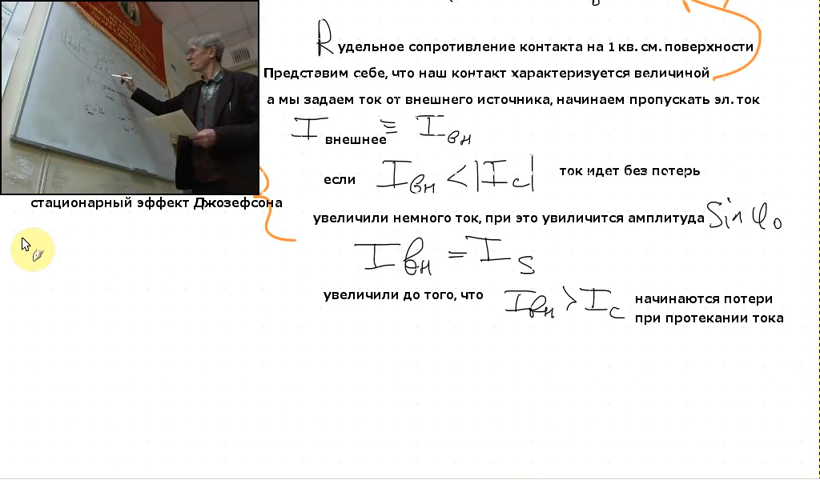 R удельное сопротивление контакта на 1 кв. см. поверхности
Представим себе, что наш контакт характеризуется величиной
а мы задаем ток от внешнего источника, начинаем пропускать эл. ток
I внешнее ≡ I вн
если I вн < |I c| ток идет без потерь
стационарный эффект Джозефсона
увеличили немного ток, при это увиличится амплитуда Sin φ0
I вн = I s
увеличили до того, что I вн > I c начинаются потери
при протекании тока